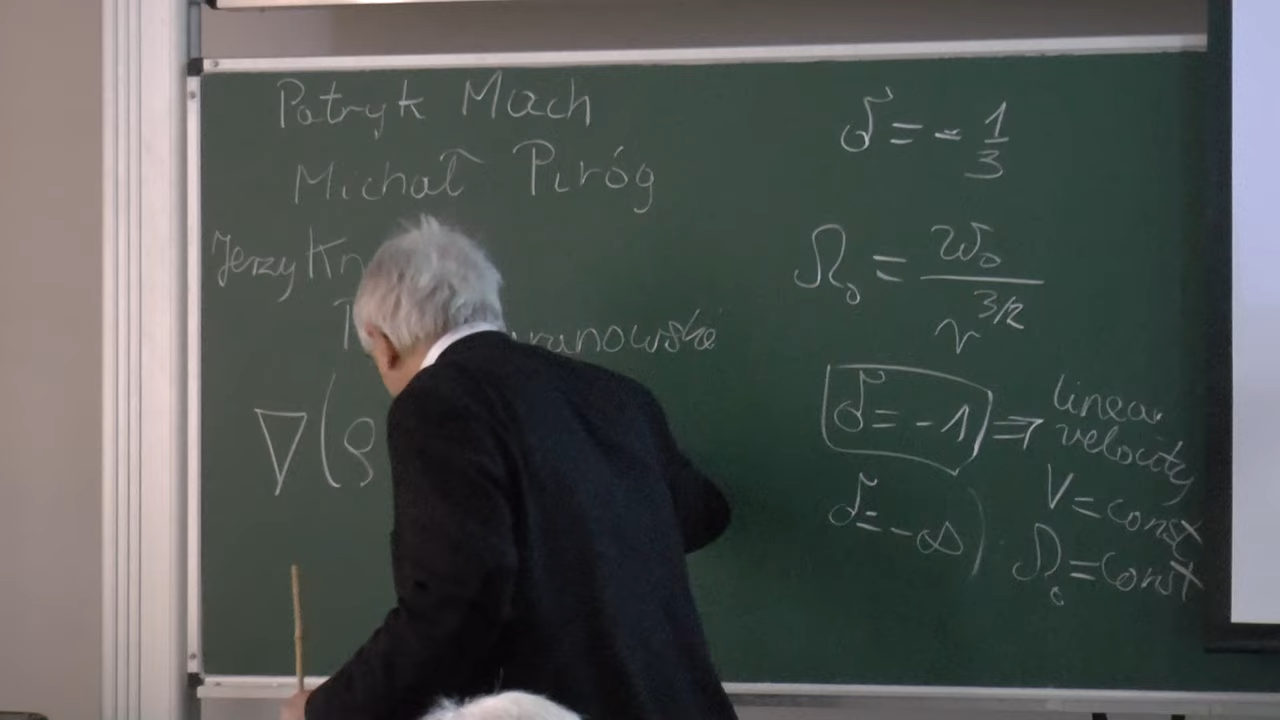 Patryk Mach
Michał Piróg
Jerzy Kn
∇(ρ
δ = - 1/3
Ω₀ = w₀ / r^{3/2}
δ = -1 ⇒ linear velocity
V = const
δ = -∞) Ω₀ = const